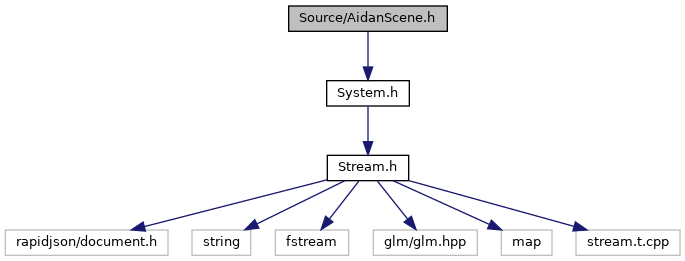 Source/AidanScene.h
System.h
Stream.h
rapidjson/document.h
string
fstream
glm/glm.hpp
map
stream.t.cpp